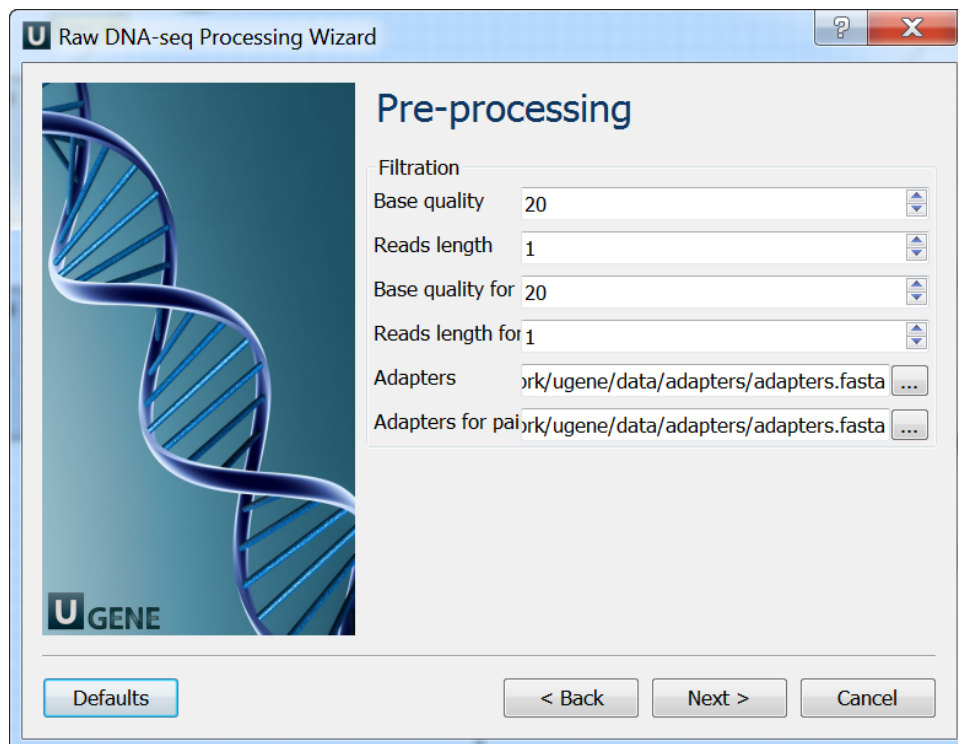 U Raw DNA-seq Processing Wizard
Pre-processing
Filtration
Base quality 20
Reads length 1
Base quality for 20
Reads length for 1
Adapters ork/ugene/data/adapters/adapters.fasta ...
Adapters for pai ork/ugene/data/adapters/adapters.fasta ...
U GENE
Defaults < Back Next > Cancel